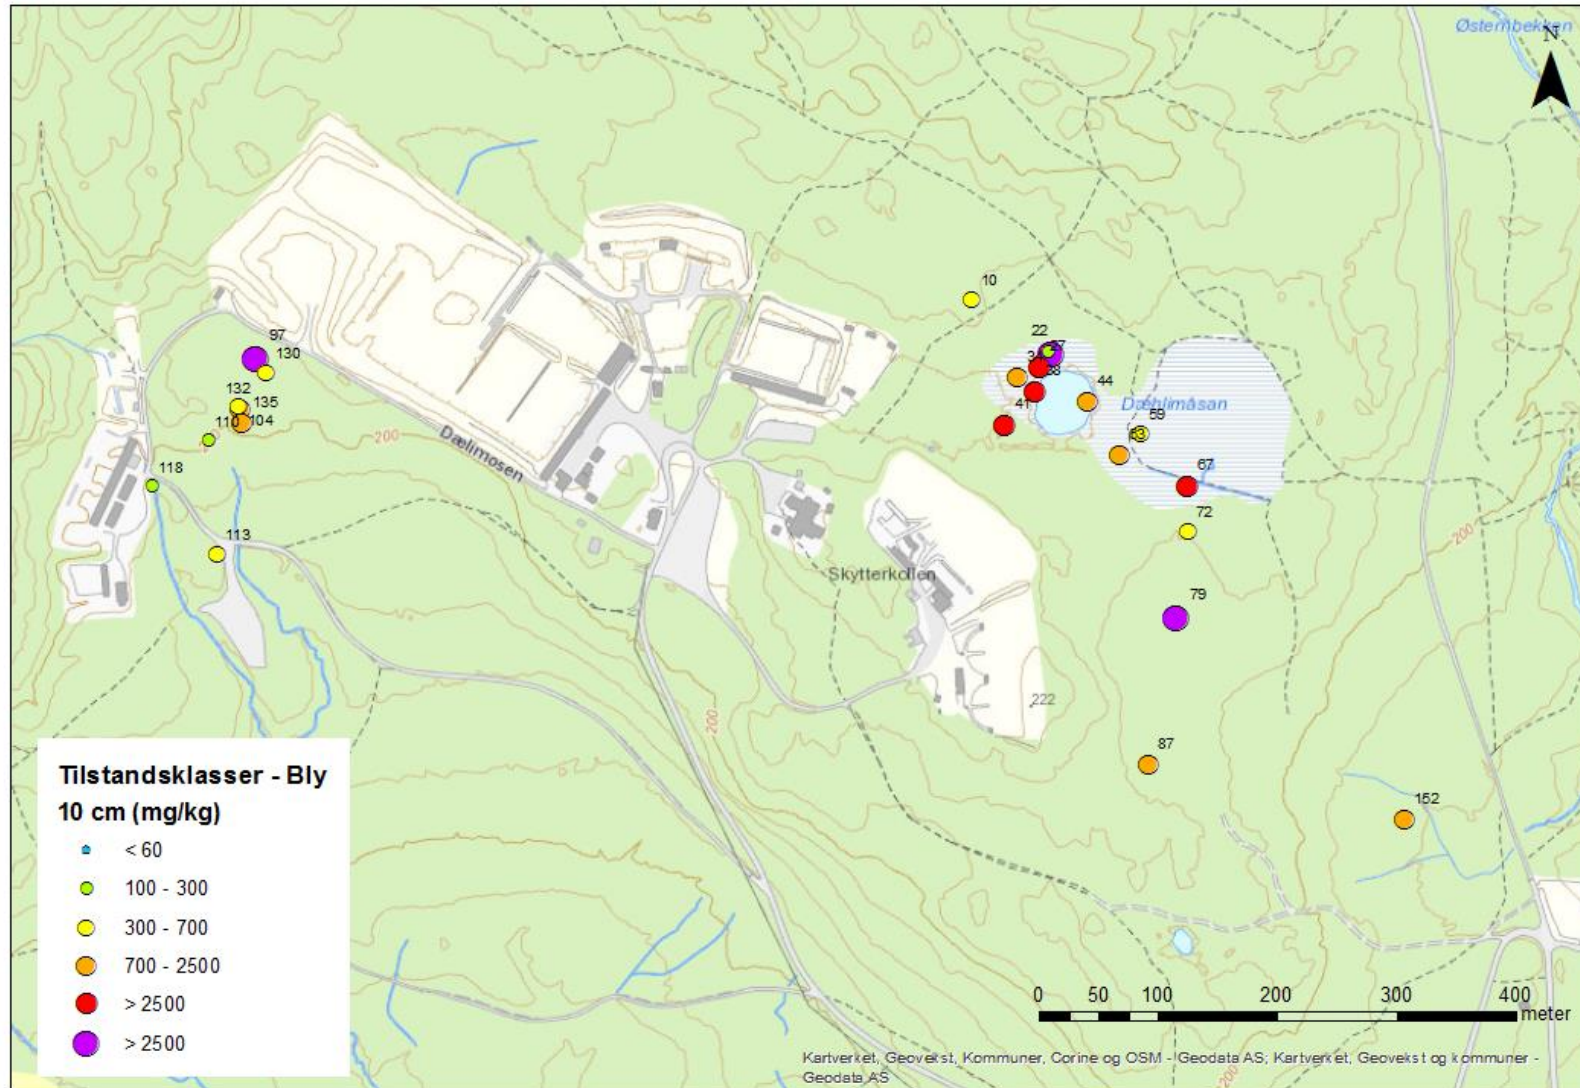 Østernbekken
N
10
22
27
38
44
41
Dæhlimåsan
59
63
67
72
79
87
152
97
130
132
135
104
110
118
113
200
200
200
200
222
Dælimosen
Skytterkollen
Tilstandsklasser - Bly
10 cm (mg/kg)
< 60
100 - 300
300 - 700
700 - 2500
> 2500
> 2500
0 50 100 200 300 400
meter
Kartverket, Geovekst, Kommuner, Corine og OSM - Geodata AS; Kartverket, Geovekst og kommuner -
Geodata AS